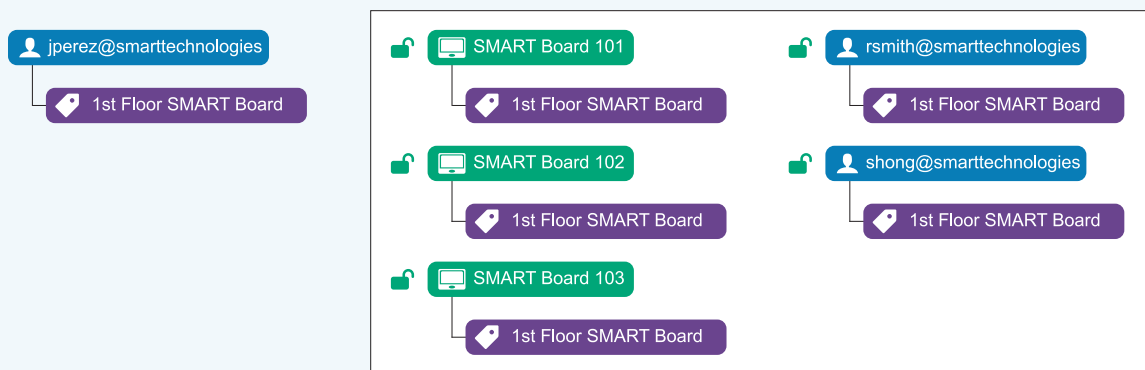 jperez@smarttechnologies
1st Floor SMART Board
SMART Board 101
1st Floor SMART Board
SMART Board 102
1st Floor SMART Board
SMART Board 103
1st Floor SMART Board
rsmith@smarttechnologies
1st Floor SMART Board
shong@smarttechnologies
1st Floor SMART Board